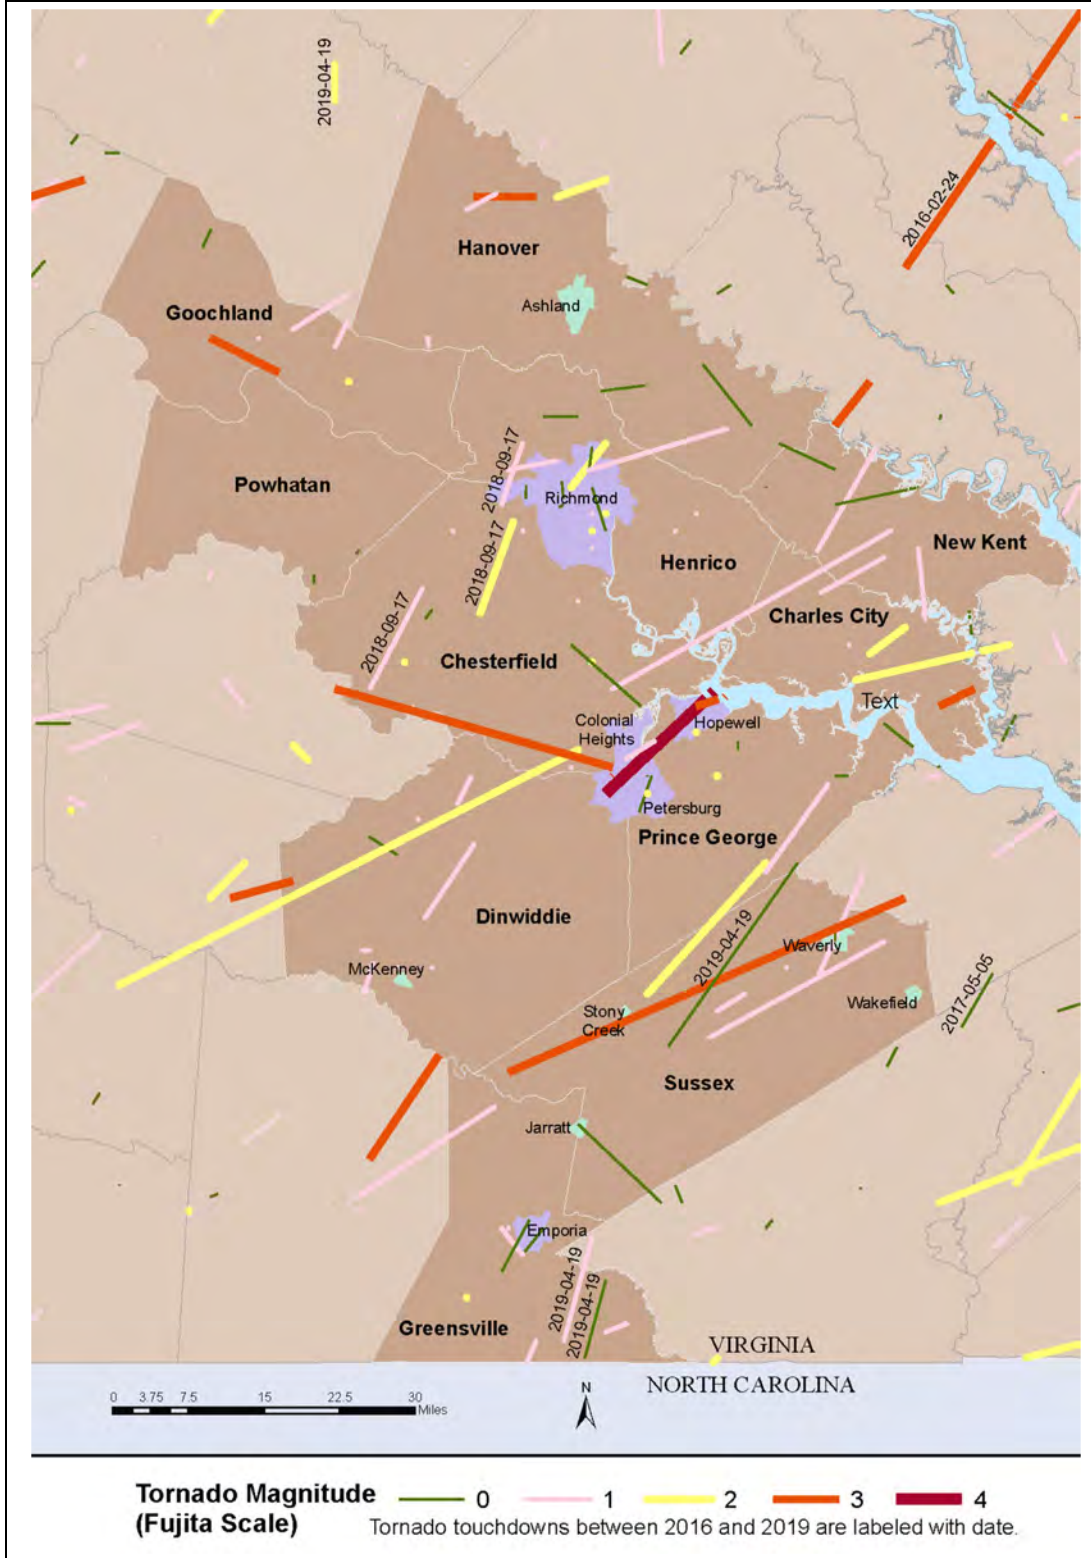 2019-04-19
2016-02-24
Hanover
Ashland
Goochland
2018-09-17
Powhatan
Richmond
2018-09-17
New Kent
Henrico
2018-09-17
Charles City
Chesterfield
Text
Colonial
Heights
Hopewell
Petersburg
Prince George
Dinwiddie
2019-04-19
Waverly
McKenney
2017-05-05
Wakefield
Stony
Creek
Sussex
Jarratt
Emporia
2019-04-19
2019-04-19
Greensville
VIRGINIA
NORTH CAROLINA
0 3.75 7.5 15 22.5 30
Miles
N
Tornado Magnitude
(Fujita Scale)
0 1 2 3 4
Tornado touchdowns between 2016 and 2019 are labeled with date.